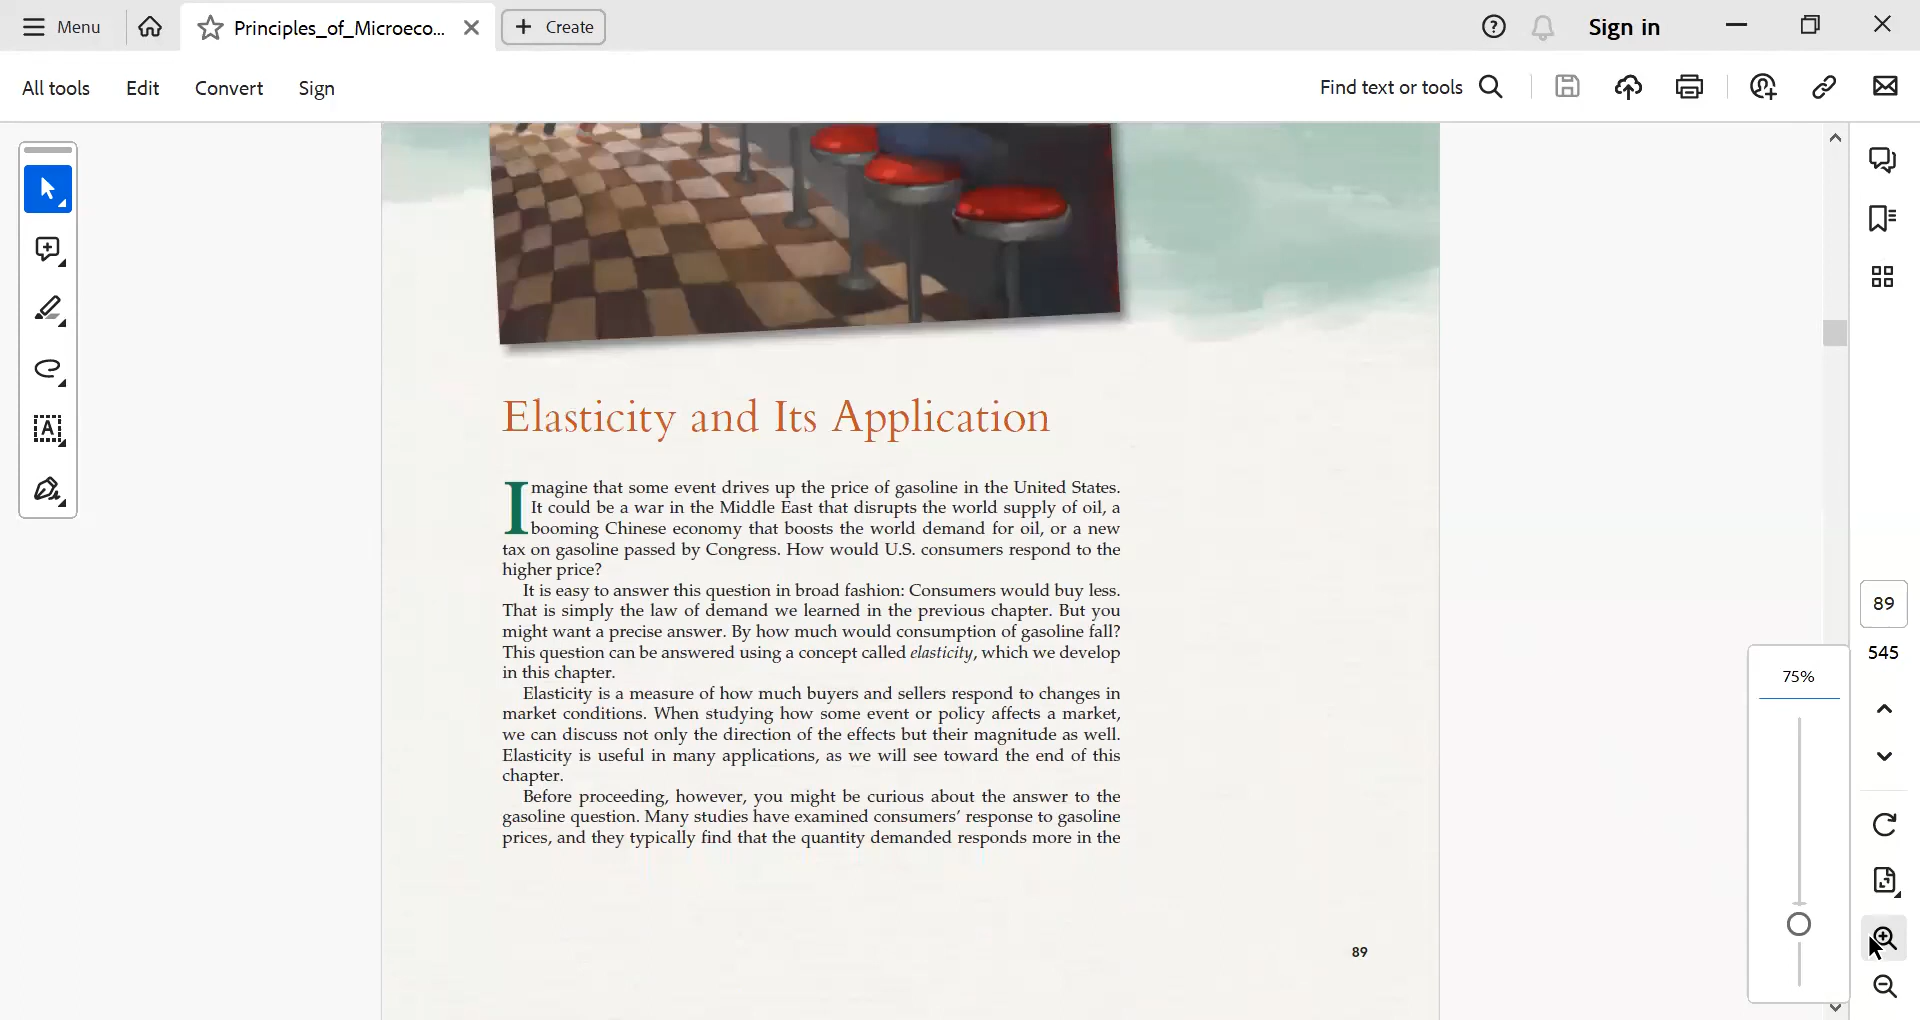 Menu
Principles_of_Microeco...
Create
Sign in
All tools
Edit
Convert
Sign
Find text or tools
Elasticity and Its Application
Imagine that some event drives up the price of gasoline in the United States.
It could be a war in the Middle East that disrupts the world supply of oil, a
booming Chinese economy that boosts the world demand for oil, or a new
tax on gasoline passed by Congress. How would U.S. consumers respond to the
higher price?
It is easy to answer this question in broad fashion: Consumers would buy less.
That is simply the law of demand we learned in the previous chapter. But you
might want a precise answer. By how much would consumption of gasoline fall?
This question can be answered using a concept called elasticity, which we develop
in this chapter.
Elasticity is a measure of how much buyers and sellers respond to changes in
market conditions. When studying how some event or policy affects a market,
we can discuss not only the direction of the effects but their magnitude as well.
Elasticity is useful in many applications, as we will see toward the end of this
chapter.
Before proceeding, however, you might be curious about the answer to the
gasoline question. Many studies have examined consumers' response to gasoline
prices, and they typically find that the quantity demanded responds more in the
89
89
545
75%